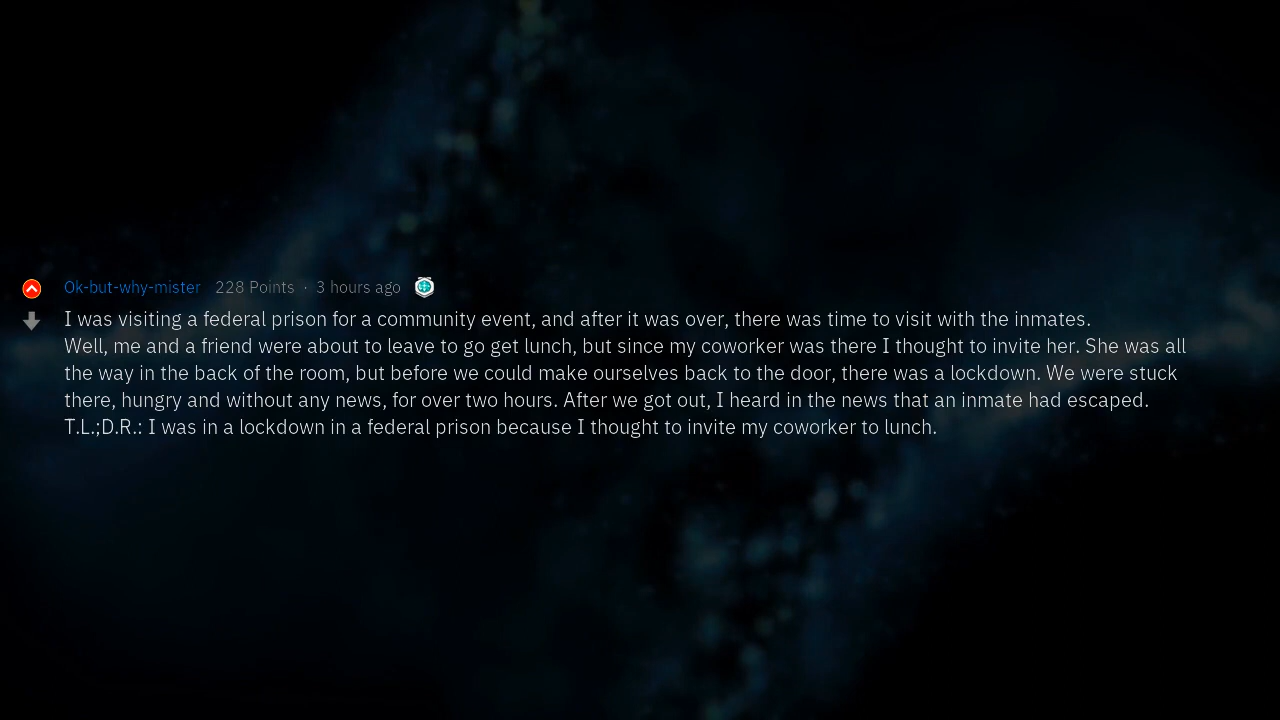 Ok-but-why-mister 228 Points · 3 hours ago
I was visiting a federal prison for a community event, and after it was over, there was time to visit with the inmates.
Well, me and a friend were about to leave to go get lunch, but since my coworker was there I thought to invite her. She was all
the way in the back of the room, but before we could make ourselves back to the door, there was a lockdown. We were stuck
there, hungry and without any news, for over two hours. After we got out, I heard in the news that an inmate had escaped.
T.L.;D.R.: I was in a lockdown in a federal prison because I thought to invite my coworker to lunch.